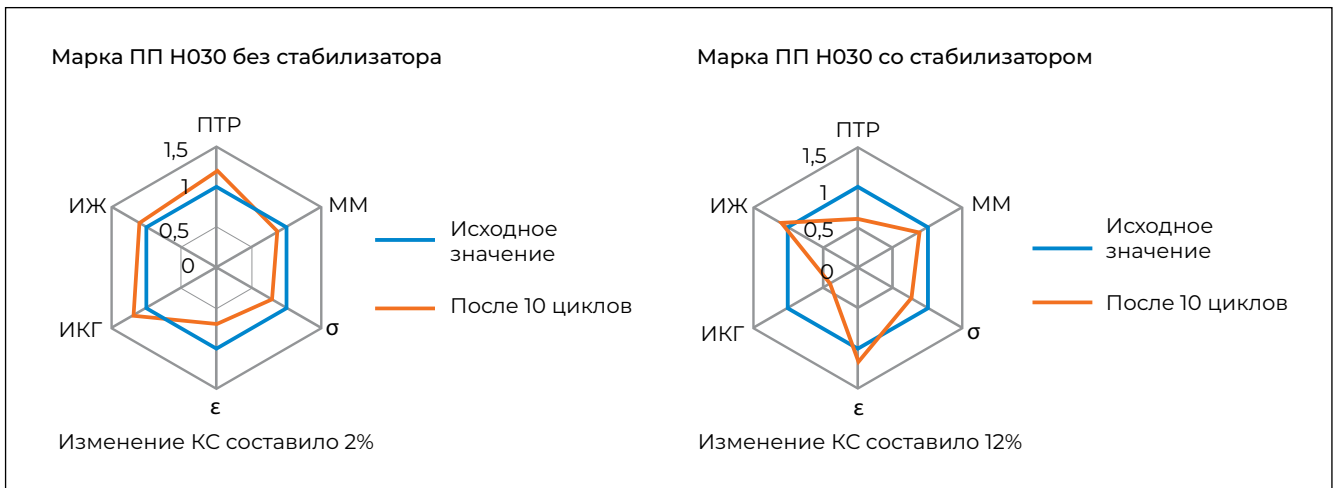 Марка ПП Н030 без стабилизатора
ПТР
1,5
1
ИЖ
ММ
0,5
0
ИКГ
σ
ε
Исходное
значение
После 10 циклов
Изменение КС составило 2%
Марка ПП Н030 со стабилизатором
ПТР
1,5
1
ИЖ
ММ
0,5
0
ИКГ
σ
ε
Исходное
значение
После 10 циклов
Изменение КС составило 12%